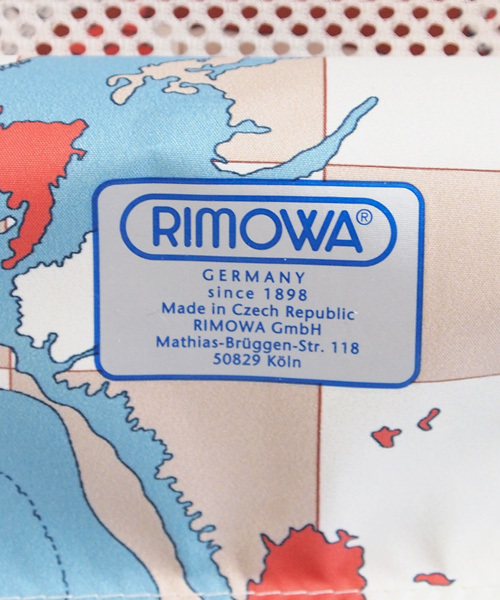 RIMOWA®
GERMANY
since 1898
Made in Czech Republic
RIMOWA GmbH
Mathias-Brüggen-Str. 118
50829 Köln